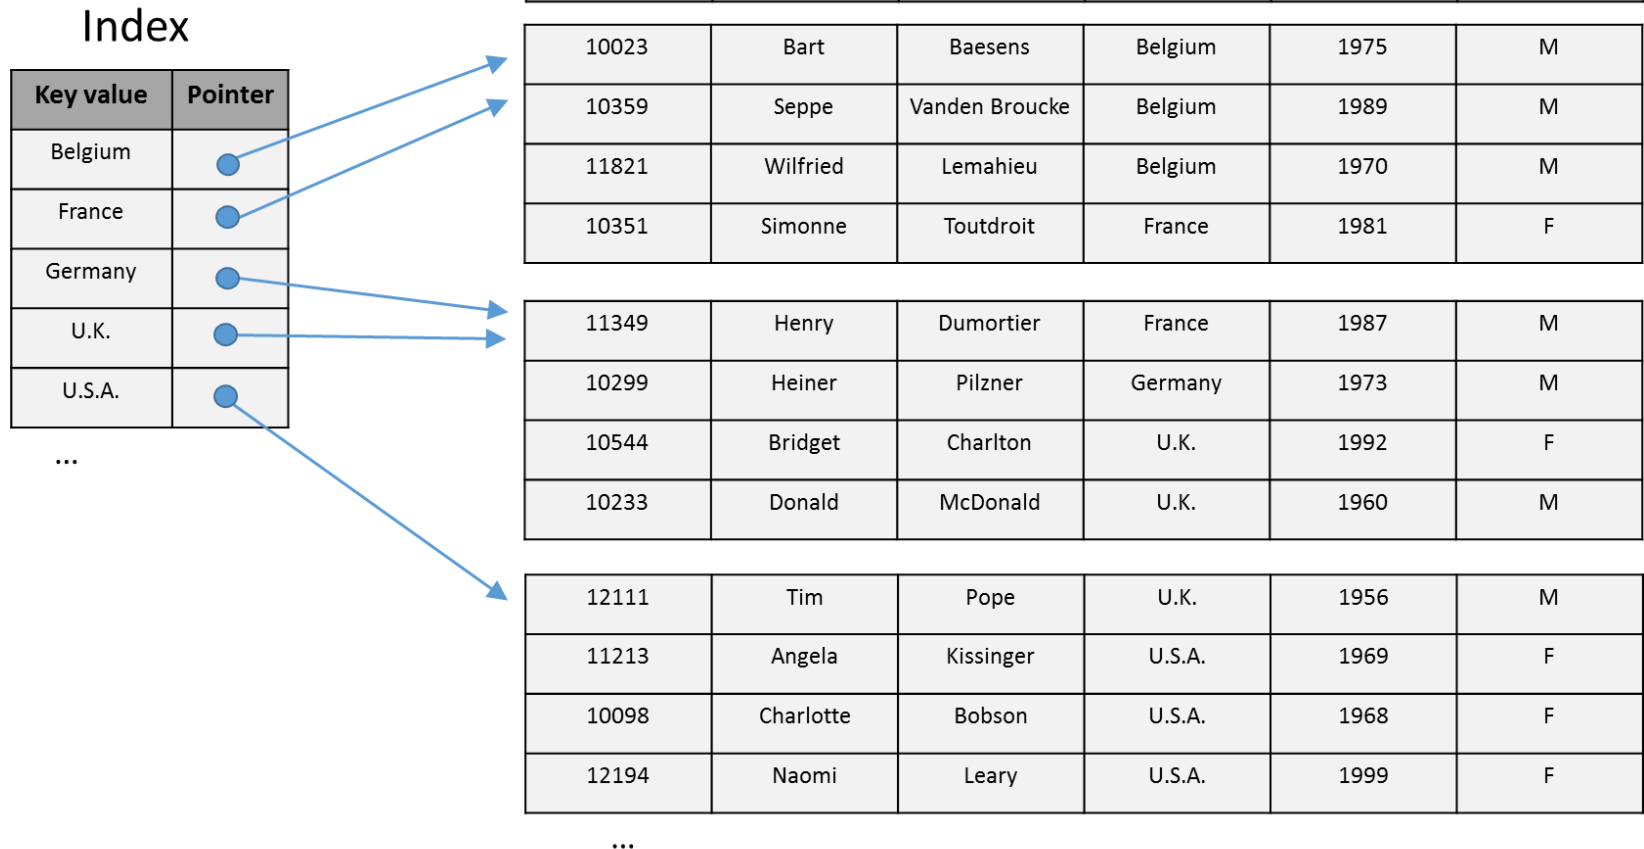 Index
Key value Pointer
Belgium
France
Germany
U.K.
U.S.A.
...
10023 Bart Baesens Belgium 1975 M
10359 Seppe Vanden Broucke Belgium 1989 M
11821 Wilfried Lemahieu Belgium 1970 M
10351 Simonne Toutdroit France 1981 F
11349 Henry Dumortier France 1987 M
10299 Heiner Pilzner Germany 1973 M
10544 Bridget Charlton U.K. 1992 F
10233 Donald McDonald U.K. 1960 M
12111 Tim Pope U.K. 1956 M
11213 Angela Kissinger U.S.A. 1969 F
10098 Charlotte Bobson U.S.A. 1968 F
12194 Naomi Leary U.S.A. 1999 F
...